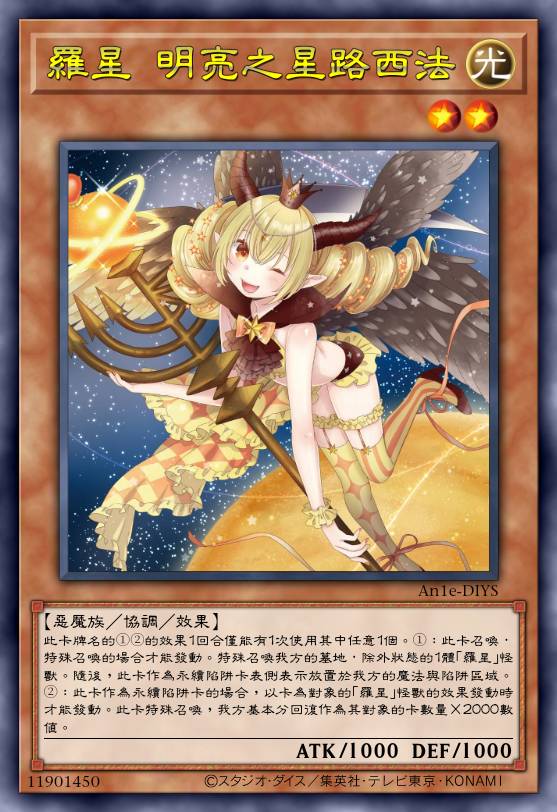 羅星 明亮之星路西法
光
An1e-DIYS
【惡魔族／協調／效果】
此卡牌名的①②的效果1回合僅能有1次使用其中任意1個。①：此卡召喚．
特殊召喚的場合才能發動。特殊召喚我方的墓地．除外狀態的1體「羅星」怪
獸。隨後，此卡作為永續陷阱卡表側表示放置於我方的魔法與陷阱區域。
②：此卡作為永續陷阱卡的場合，以卡為對象的「羅星」怪獸的效果發動時
才能發動。此卡特殊召喚，我方基本分回復作為其對象的卡數量×2000數
值。
ATK/1000 DEF/1000
11901450 ©スタジオ・ダイス／集英社・テレビ東京・KONAMI